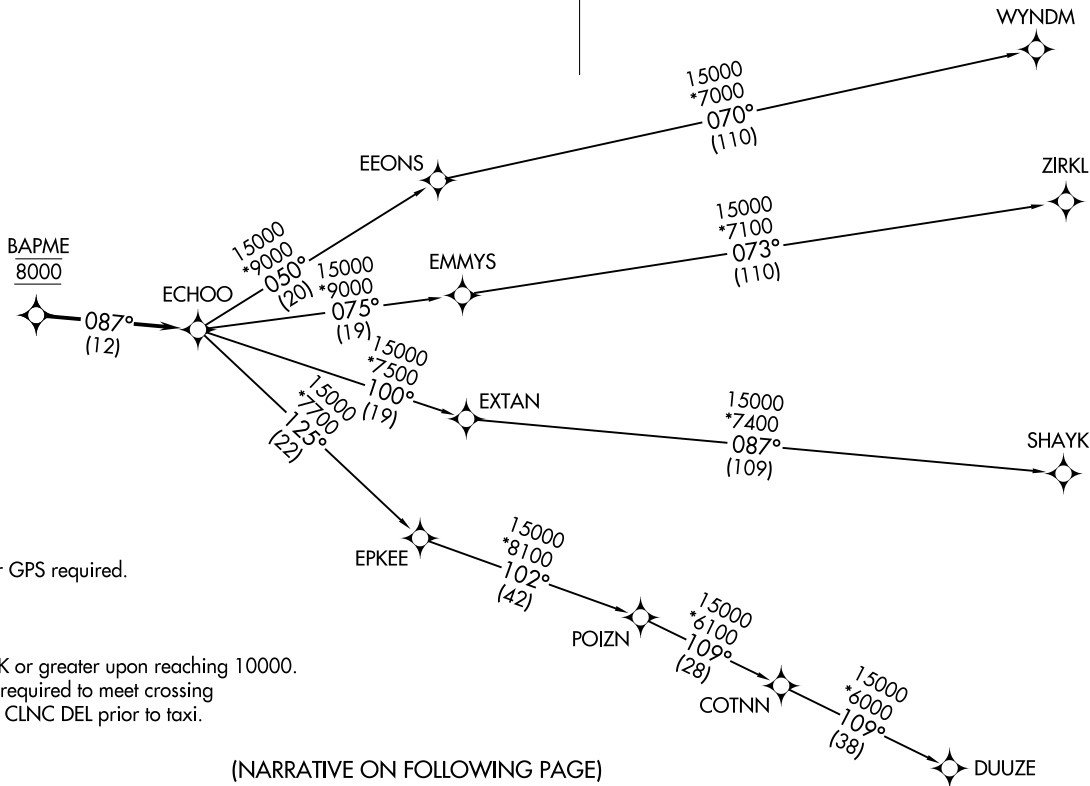 WYNDM
15000
*7000
070°
(110)
EEONS
ZIRKL
15000
*7100
073°
(110)
15000
*9000
050°
(20)
BAPME
8000
15000
*9000
075°
(19)
EMMYS
ECHOO
087°
(12)
15000
*7500
100°
(19)
15000
*7700
125°
(22)
EXTAN
15000
*7400
087°
(109)
SHAYK
EPKEE
15000
*8100
102°
(42)
GPS required.
POIZN
15000
*6100
109°
(28)
K or greater upon reaching 10000.
required to meet crossing
CLNC DEL prior to taxi.
COTNN
15000
*6000
109°
(38)
DUUZE
(NARRATIVE ON FOLLOWING PAGE)